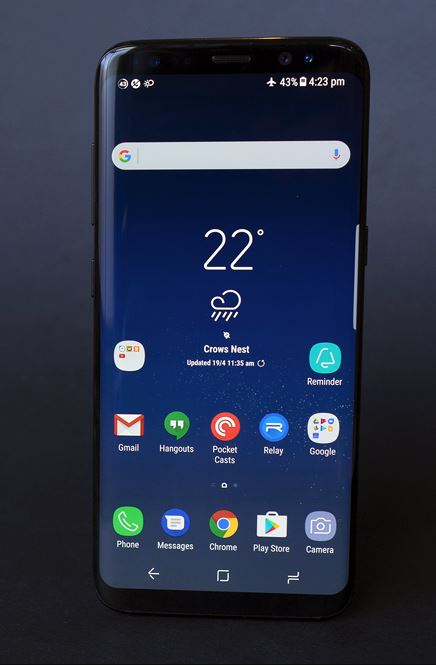 43 43% 4:23 pm
G
22°
Crows Nest
Updated 19/4 11:35 am
Reminder
Gmail Hangouts Pocket Casts Relay Google
Phone Messages Chrome Play Store Camera